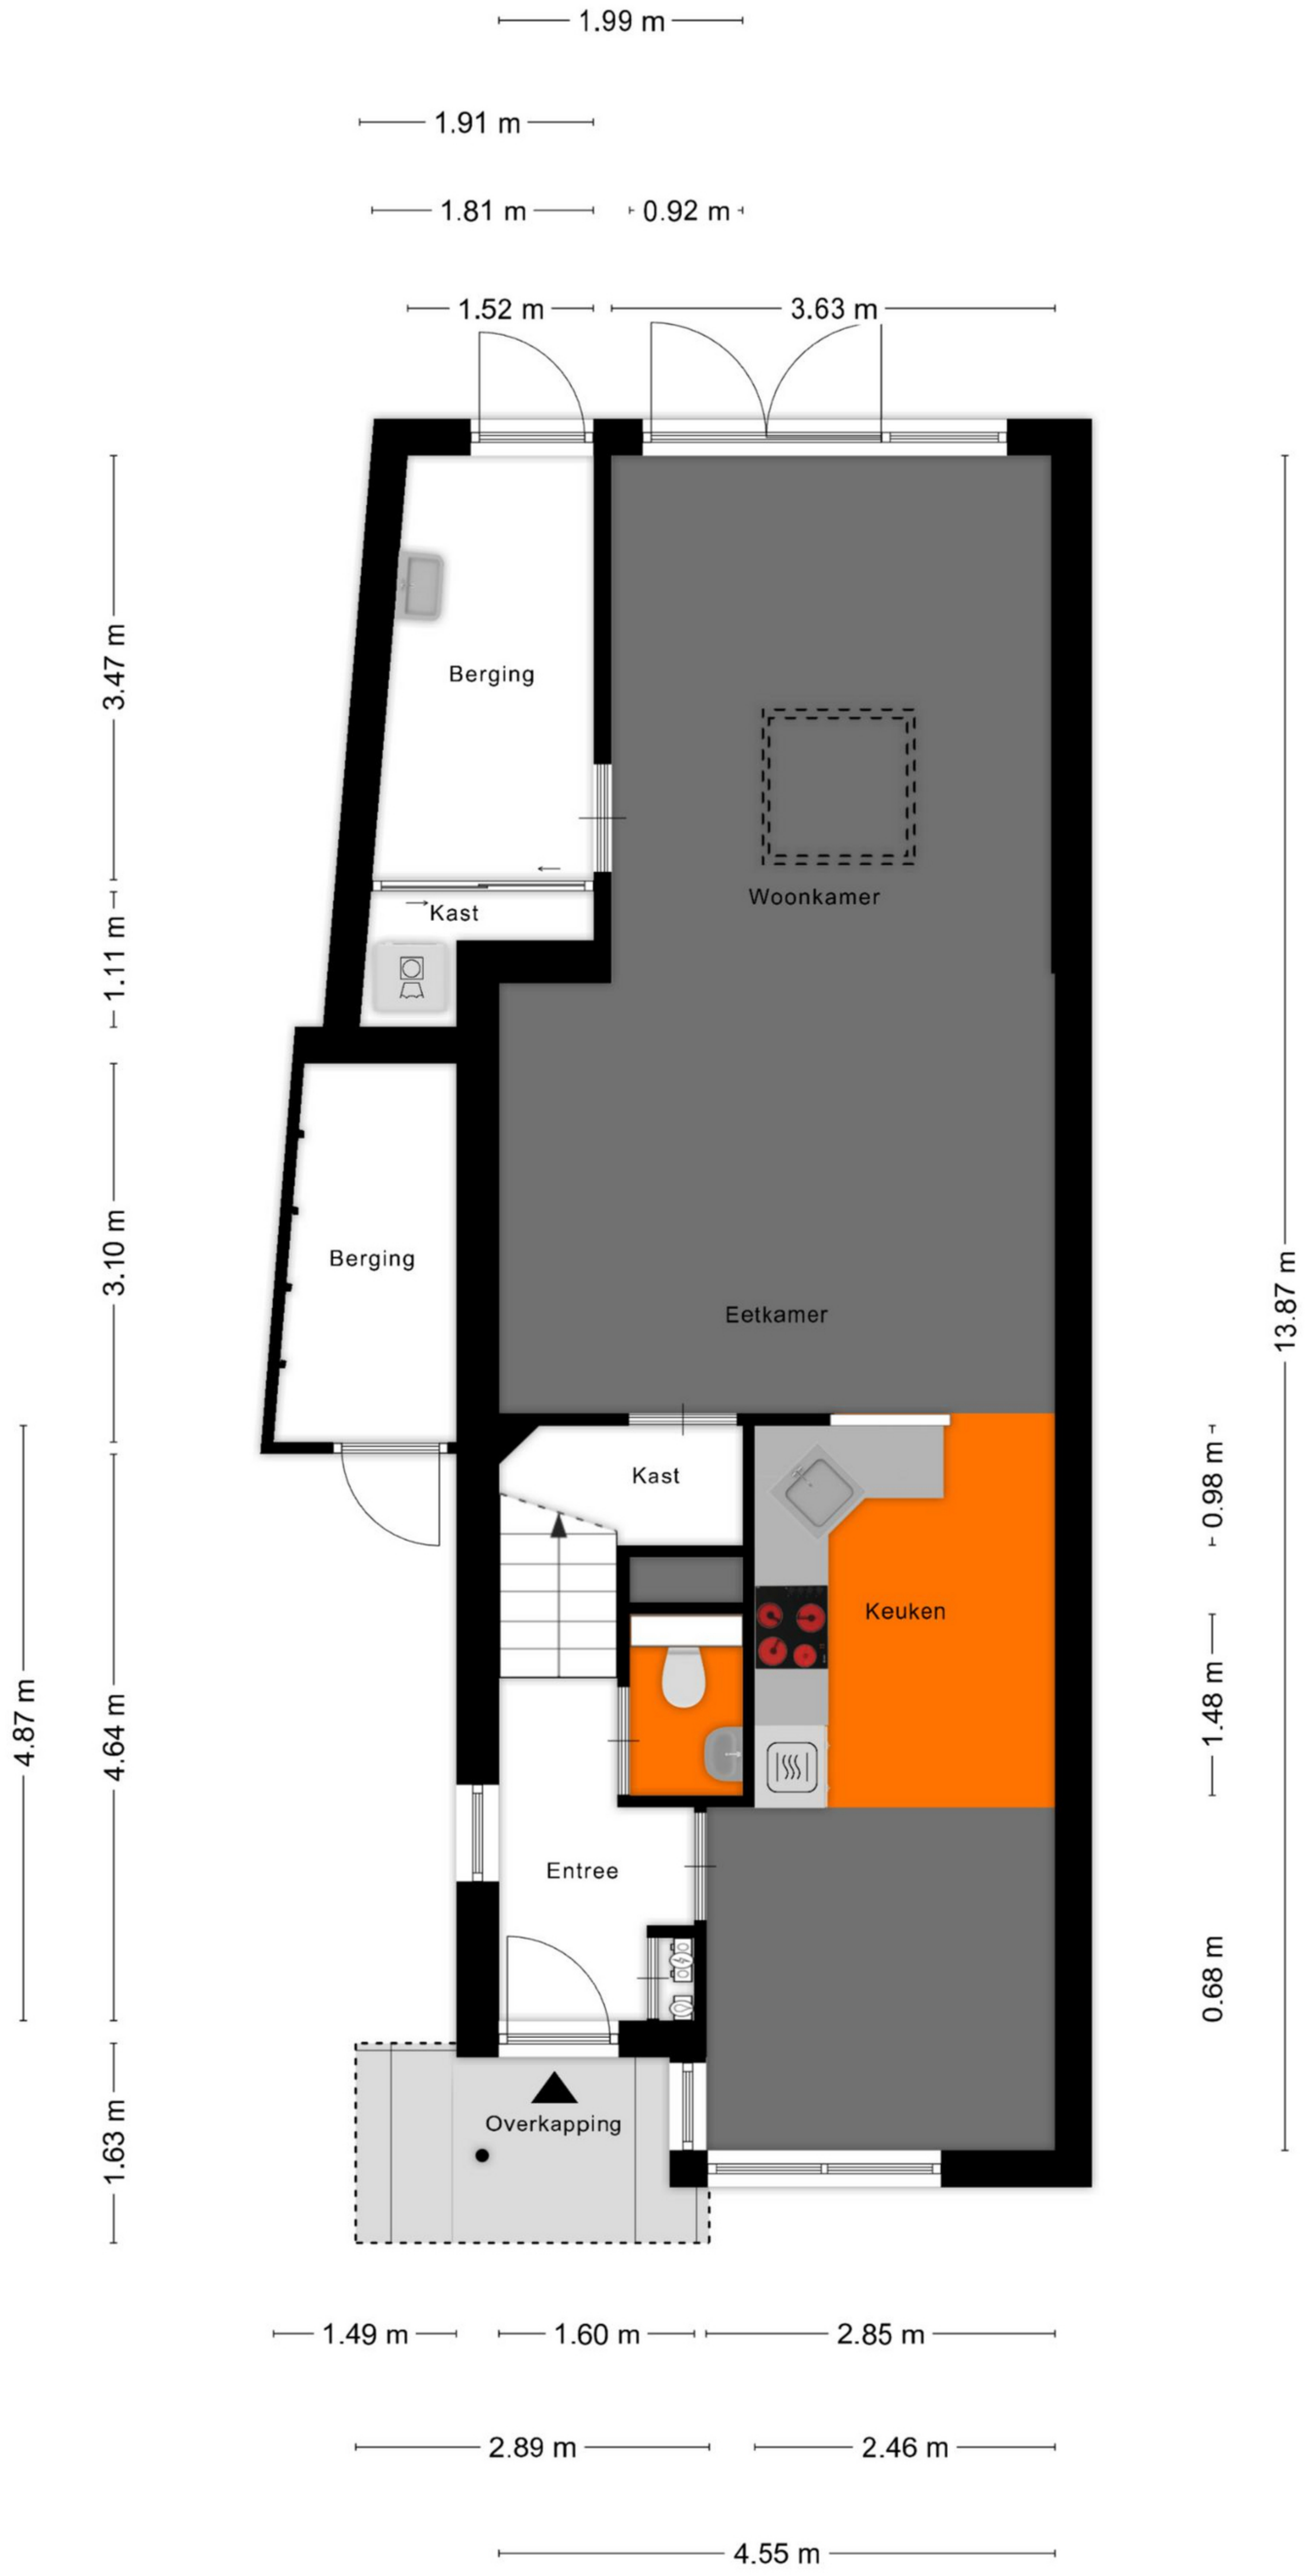 1.99 m
1.91 m
1.81 m
0.92 m
1.52 m
3.63 m
3.47 m
Berging
Woonkamer
Kast
1.11 m
3.10 m
Berging
13.87 m
Eetkamer
Kast
0.98 m
Keuken
4.87 m
4.64 m
1.48 m
Entree
0.68 m
Overkapping
1.63 m
1.49 m
1.60 m
2.85 m
2.89 m
2.46 m
4.55 m